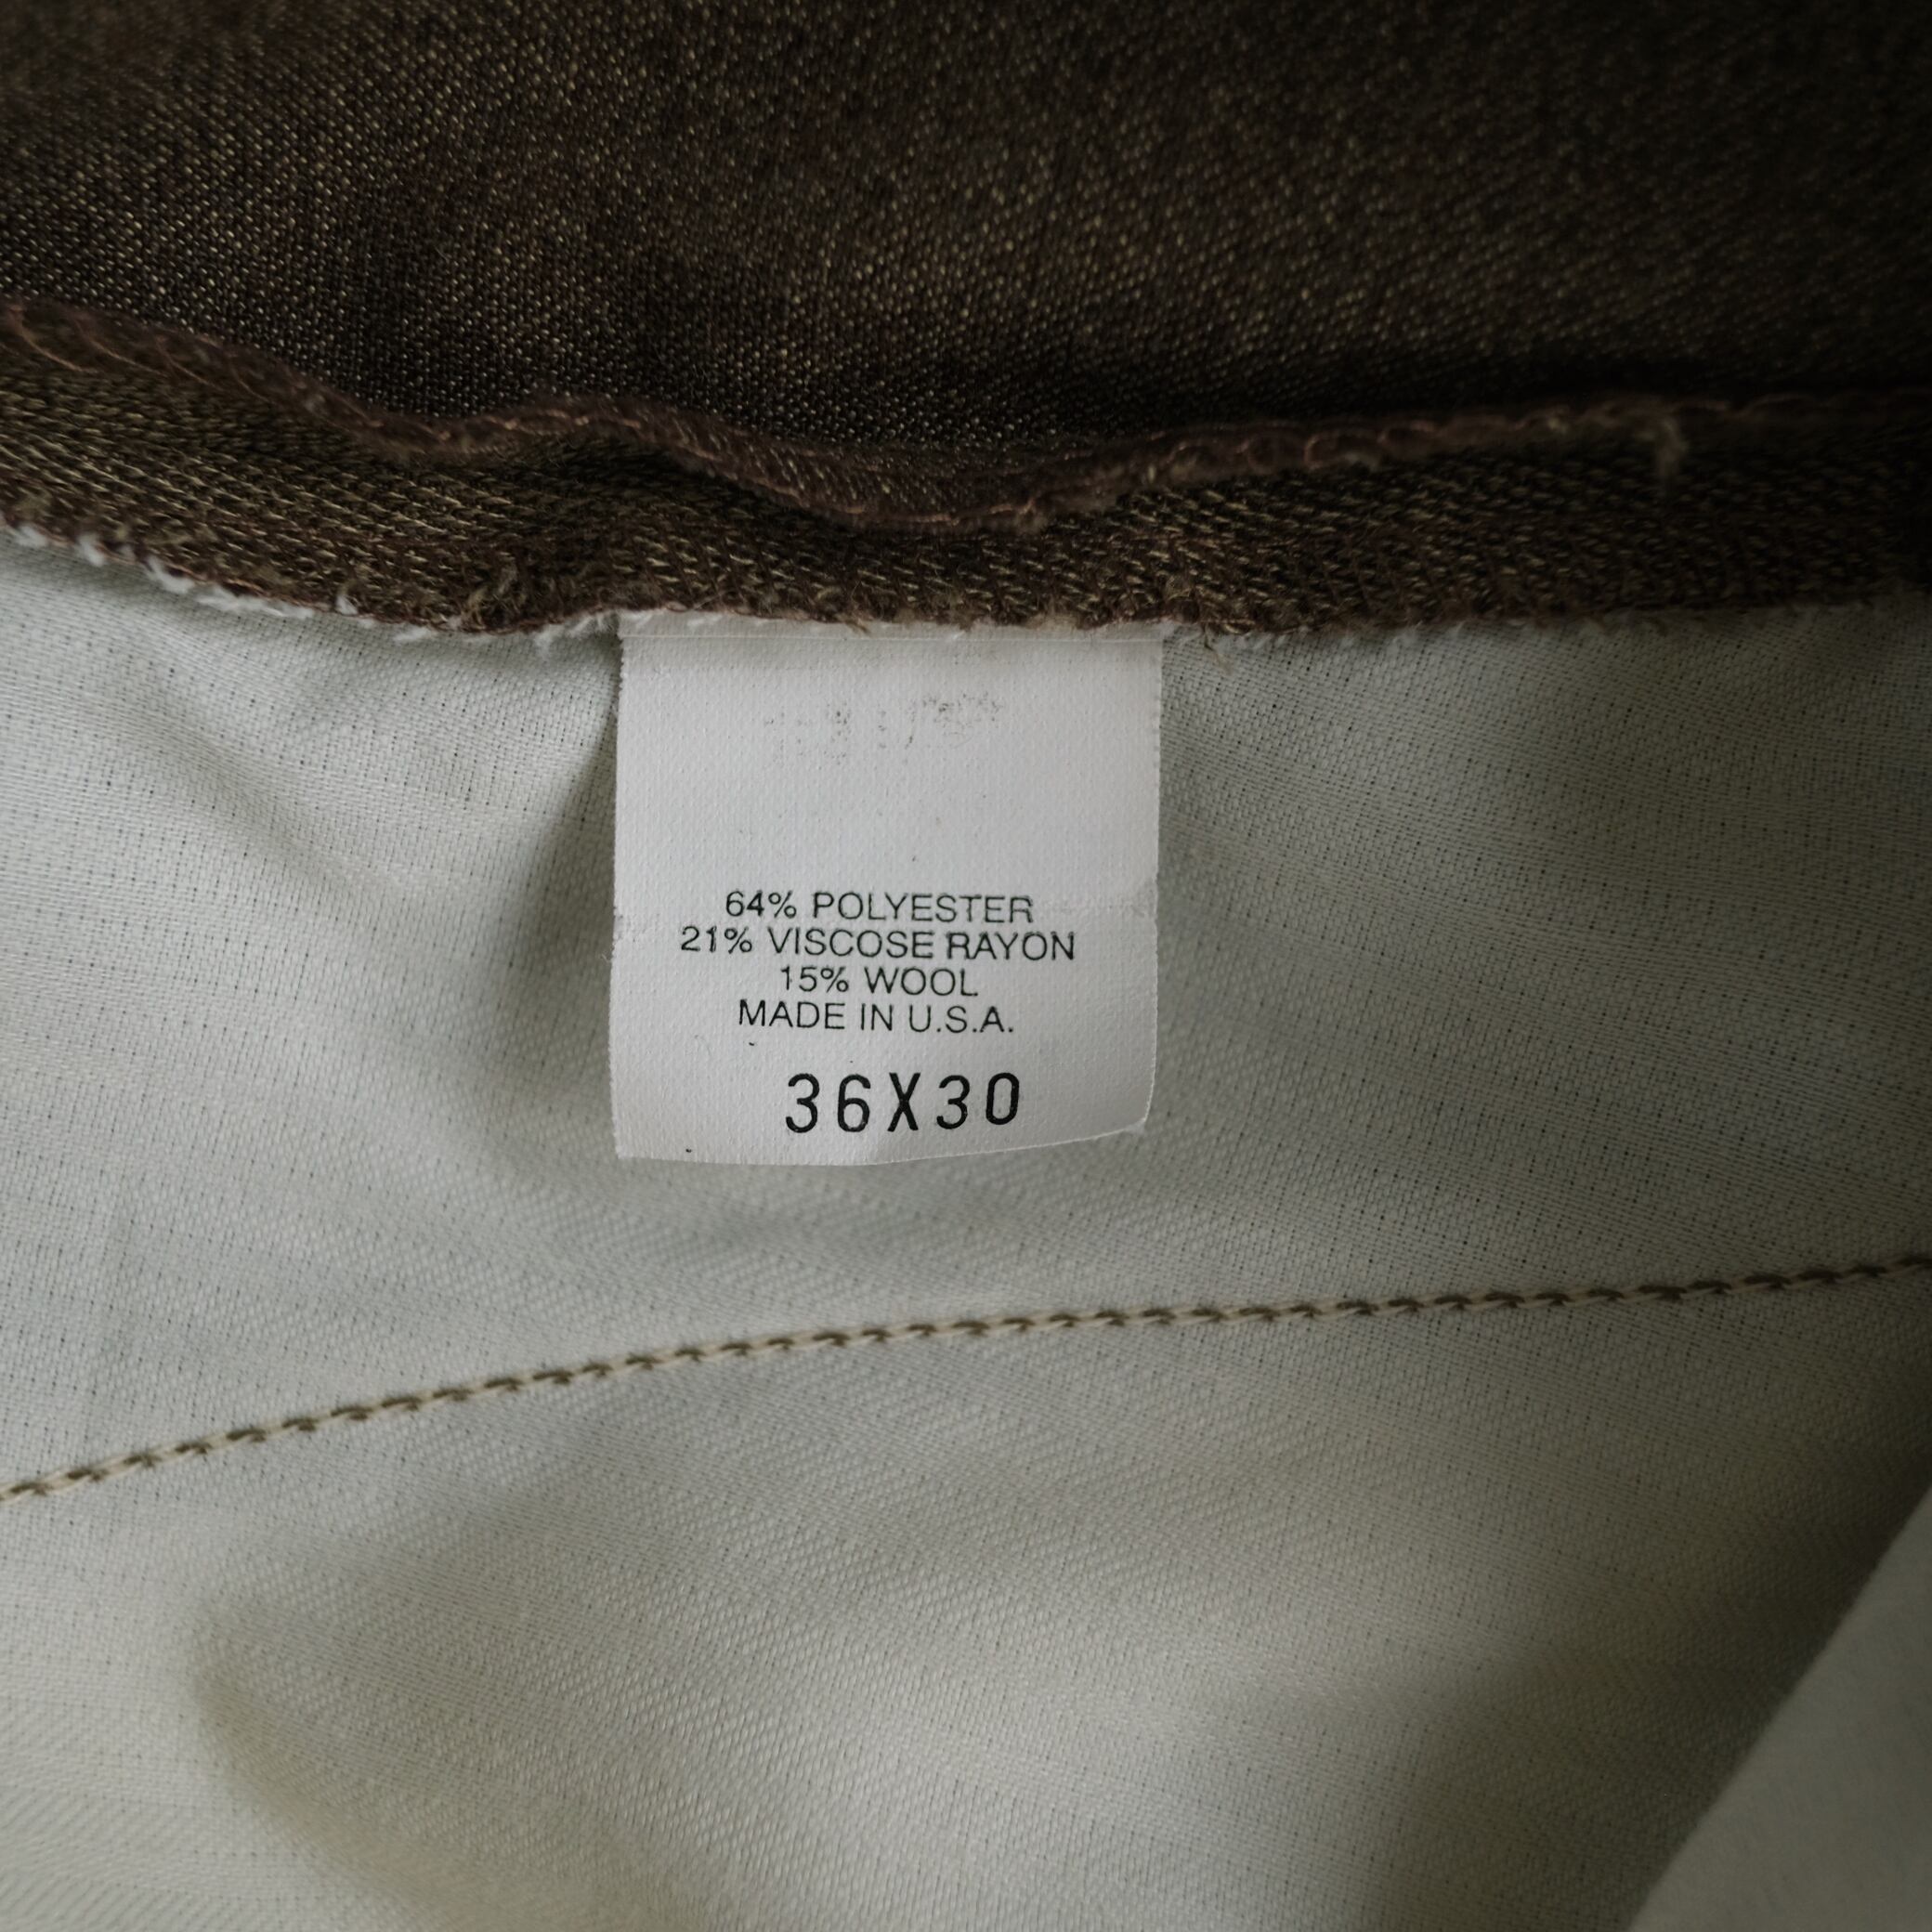 64% POLYESTER
21% VISCOSE RAYON
15% WOOL
MADE IN U.S.A.
36X30